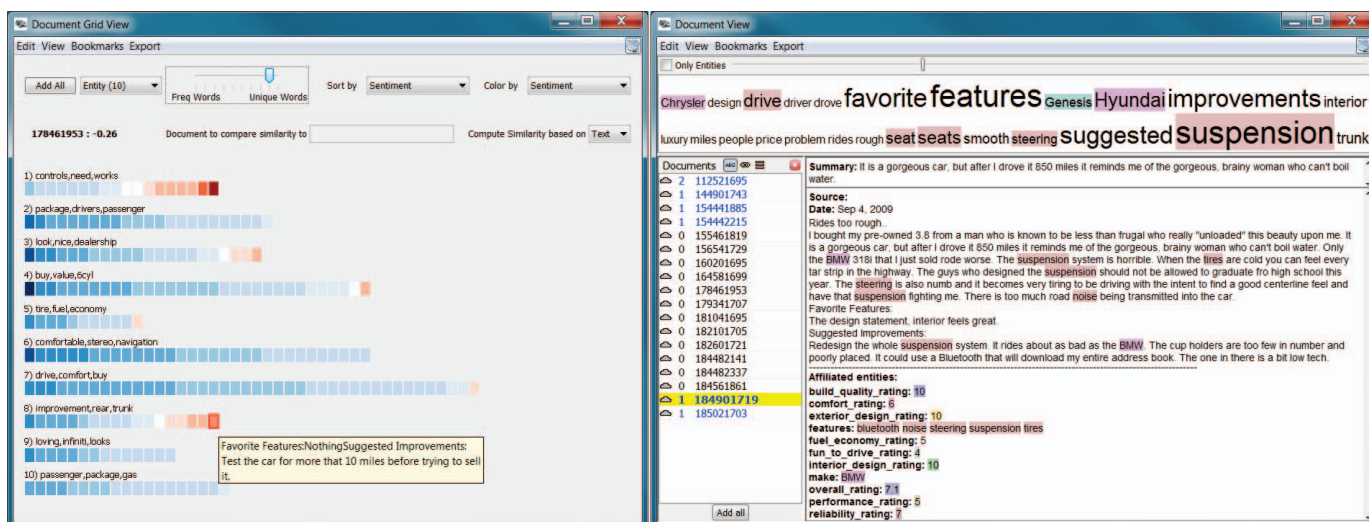 Document Grid View
Edit View Bookmarks Export
Add All Entity (10) Freq Words Unique Words Sort by Sentiment Color by Sentiment
178461953 : -0.26 Document to compare similarity to Compute Similarity based on Text
1) controls,need,works
2) package,drivers,passenger
3) look,nice,dealership
4) buy,value,6cyl
5) tire,fuel,economy
6) comfortable,stereo,navigation
7) drive,comfort,buy
8) improvement,rear,trunk
9) loving,infiniti,looks
10) passenger,package,gas
Favorite Features:NothingSuggested Improvements:
Test the car for more that 10 miles before trying to sell
it.
Document View
Edit View Bookmarks Export
Only Entities
Chrysler design drive driver drove favorite features Genesis Hyundai improvements interior
luxury miles people price problem rides rough seat seats smooth steering suggested suspension trunk
Documents ABC
2 112521695
1 144901743
1 154441885
1 154442215
0 155461819
0 156541729
0 160201695
0 164581699
0 178461953
0 179341707
0 181041695
0 182101705
0 182601721
0 184482141
0 184482337
0 184561861
1 184901719
1 185021703
Add all
Summary: It is a gorgeous car, but after I drove it 850 miles it reminds me of the gorgeous, brainy woman who can't boil
water.
Source:
Date: Sep 4, 2009
Rides too rough.
I bought my pre-owned 3.8 from a man who is known to be less than frugal who really "unloaded" this beauty upon me. It
is a gorgeous car, but after I drove it 850 miles it reminds me of the gorgeous, brainy woman who can't boil water. Only
the BMW 318i that I just sold rode worse. The suspension system is horrible. When the tires are cold you can feel every
tar strip in the highway. The guys who designed the suspension should not be allowed to graduate fro high school this
year. The steering is also numb and it becomes very tiring to be driving with the intent to find a good centerline feel and
have that suspension fighting me. There is too much road noise being transmitted into the car.
Favorite Features:
The design statement, interior feels great.
Suggested Improvements:
Redesign the whole suspension system. It rides about as bad as the BMW. The cup holders are too few in number and
poorly placed. It could use a Bluetooth that will download my entire address book. The one in there is a bit low tech.
Affiliated entities:
build_quality_rating: 10
comfort_rating: 6
exterior_design_rating: 10
features: bluetooth noise steering suspension tires
fuel_economy_rating: 5
fun_to_drive_rating: 4
interior_design_rating: 10
make: BMW
overall_rating: 7.1
performance_rating: 5
reliability_rating: 7